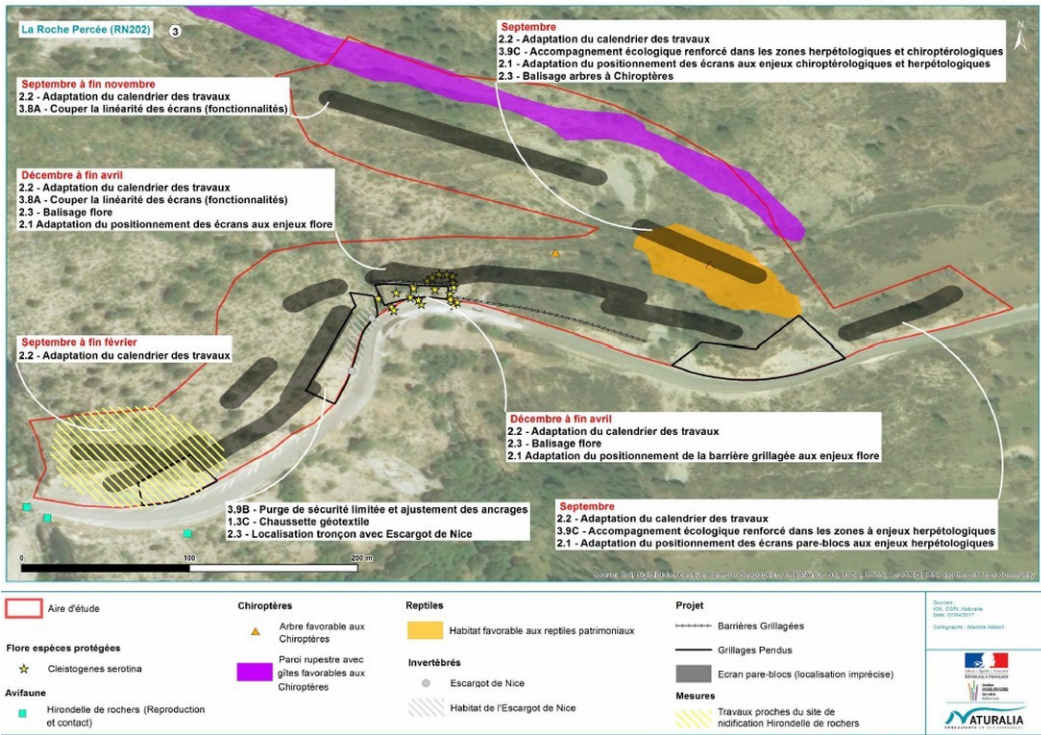 La Roche Percée (RN202)
3
N
Septembre
2.2 - Adaptation du calendrier des travaux
3.9C - Accompagnement écologique renforcé dans les zones herpétologiques et chiroptérologiques
2.1 - Adaptation du positionnement des écrans aux enjeux chiroptérologiques et herpétologiques
2.3 - Balisage arbres à Chiroptères
Septembre à fin novembre
2.2 - Adaptation du calendrier des travaux
3.8A - Couper la linéarité des écrans (fonctionnalités)
Décembre à fin avril
2.2 - Adaptation du calendrier des travaux
3.8A - Couper la linéarité des écrans (fonctionnalités)
2.3 - Balisage flore
2.1 Adaptation du positionnement des écrans aux enjeux flore
Septembre à fin février
2.2 - Adaptation du calendrier des travaux
Décembre à fin avril
2.2 - Adaptation du calendrier des travaux
2.3 - Balisage flore
2.1 Adaptation du positionnement de la barrière grillagée aux enjeux flore
3.9B - Purge de sécurité limitée et ajustement des ancrages
1.3C - Chaussette géotextile
2.3 - Localisation tronçon avec Escargot de Nice
Septembre
2.2 - Adaptation du calendrier des travaux
3.9C - Accompagnement écologique renforcé dans les zones à enjeux herpétologiques
2.1 - Adaptation du positionnement des écrans pare-blocs aux enjeux herpétologiques
0 100 200 m
Aire d'étude
Flore espèces protégées
Cleistogenes serotina
Avifaune
Hirondelle de rochers (Reproduction
et contact)
Chiroptères
Arbre favorable aux
Chiroptères
Paroi rupestre avec
gîtes favorables aux
Chiroptères
Reptiles
Habitat favorable aux reptiles patrimoniaux
Invertébrés
Escargot de Nice
Habitat de l'Escargot de Nice
Projet
Barrières Grillagées
Grillages Pendus
Ecran pare-blocs (localisation imprécise)
Mesures
Travaux proches du site de
nidification Hirondelle de rochers
Sources :
IGN, ESRI, Naturalia
NATURALIA